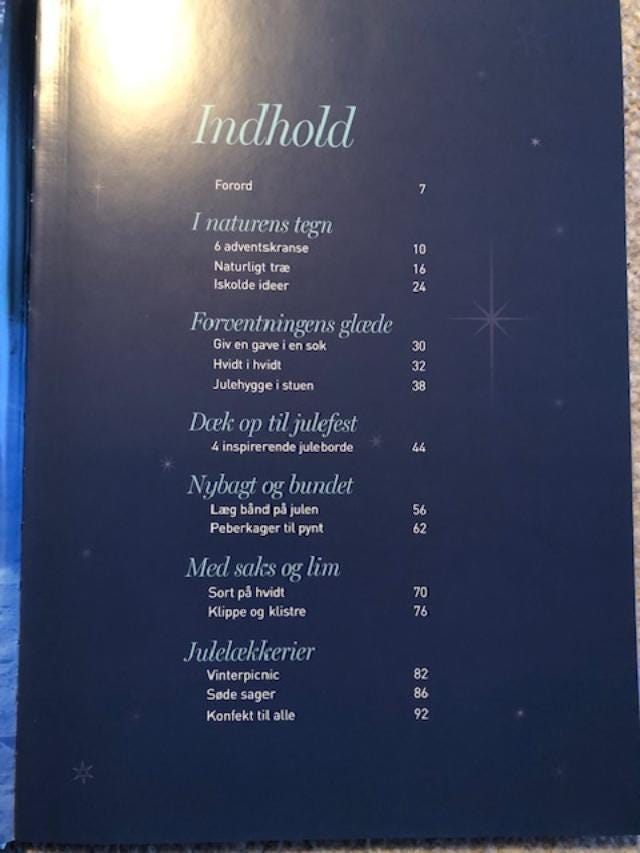 Indhold
Forord 7
I naturens tegn
6 adventskranse 10
Naturligt træ 16
Iskolde ideer 24
Forventningens glæde
Giv en gave i en sok 30
Hvidt i hvidt 32
Julehygge i stuen 38
Dæk op til julefest
4 inspirerende juleborde 44
Nybagt og bundet
Læg bånd på julen 56
Peberkager til pynt 62
Med saks og lim
Sort på hvidt 70
Klippe og klistre 76
Julelækkerier
Vinterpicnic 82
Søde sager 86
Konfekt til alle 92